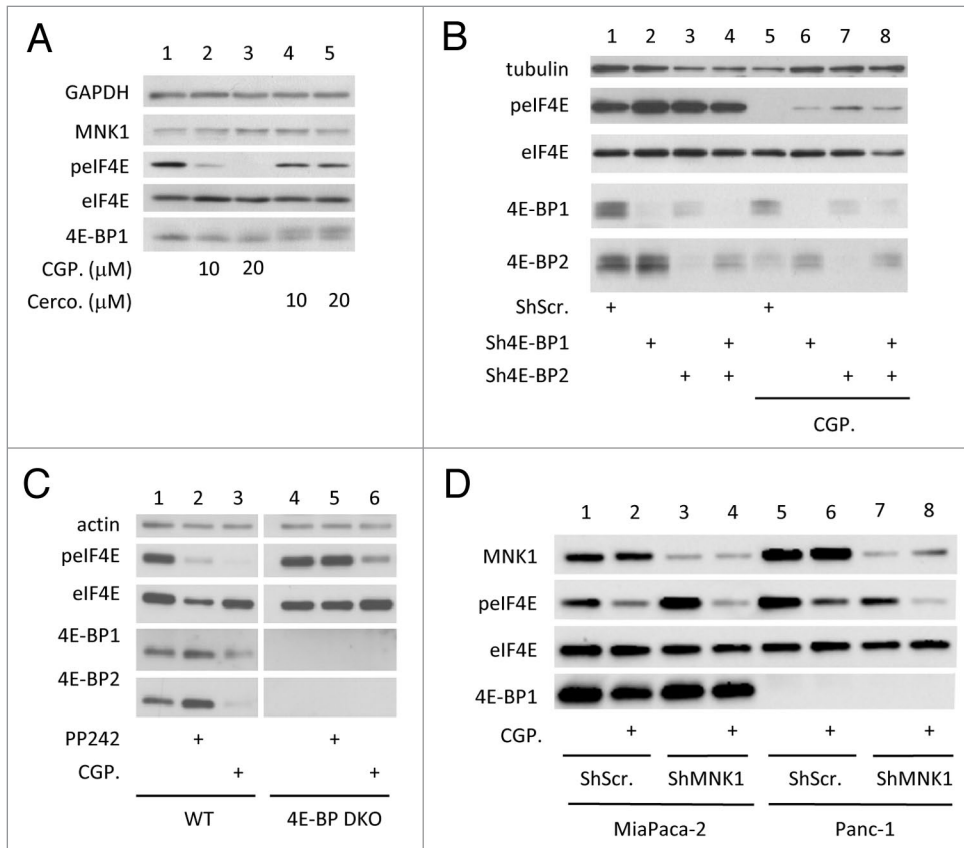 A
1 2 3 4 5
GAPDH
MNK1
peIF4E
eIF4E
4E-BP1
CGP. (μM) 10 20
Cerco. (μM) 10 20
B
1 2 3 4 5 6 7 8
tubulin
peIF4E
eIF4E
4E-BP1
4E-BP2
ShScr. + +
Sh4E-BP1 + + + +
Sh4E-BP2 + + + +
CGP.
C
1 2 3 4 5 6
actin
peIF4E
eIF4E
4E-BP1
4E-BP2
PP242 + +
CGP. + +
WT 4E-BP DKO
D
1 2 3 4 5 6 7 8
MNK1
peIF4E
eIF4E
4E-BP1
CGP. + + + +
ShScr. ShMNK1 ShScr. ShMNK1
MiaPaca-2 Panc-1